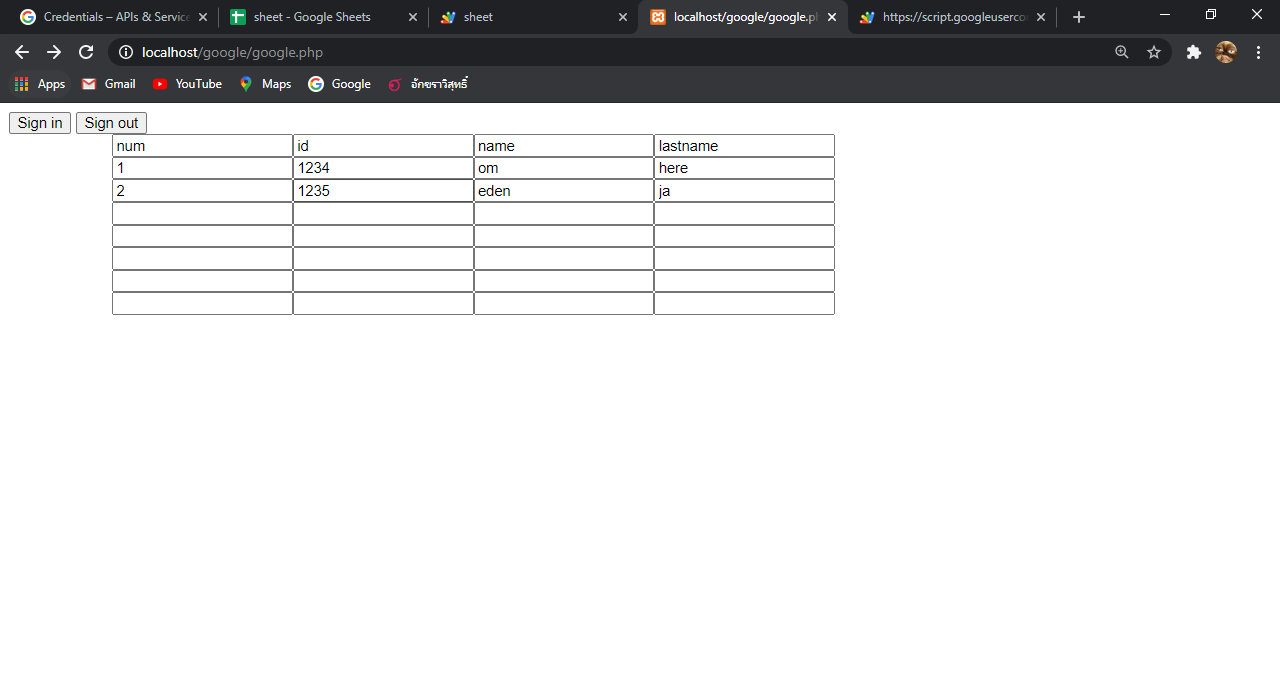 Credentials – APIs & Service
sheet - Google Sheets
sheet
localhost/google/google.ph
https://script.googleuserco
localhost/google/google.php
Apps Gmail YouTube Maps Google อักขราวิสุทธิ์
Sign in Sign out
num id name lastname
1 1234 om here
2 1235 eden ja